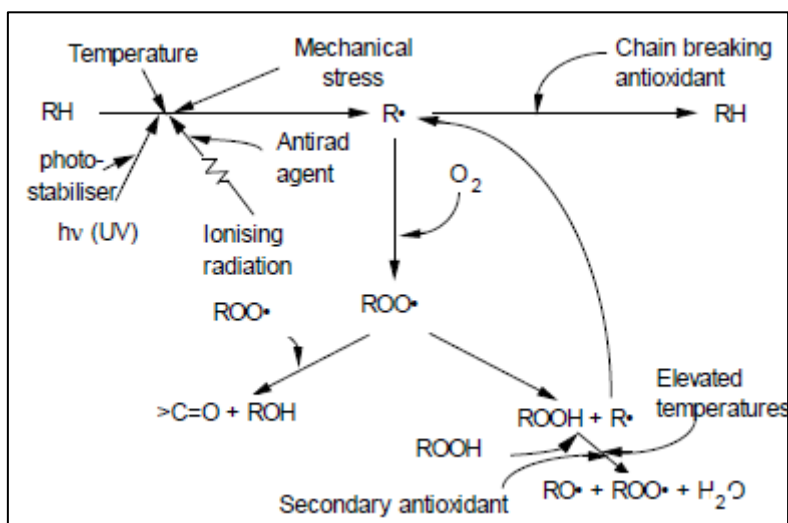 Temperature
Mechanical
stress
Chain breaking
antioxidant
RH
R•
RH
photo-
stabiliser
Antirad
agent
O₂
hν (UV)
Ionising
radiation
ROO•
ROO•
>C=O + ROH
ROOH + R•
Elevated
temperatures
ROOH
Secondary antioxidant
RO• + ROO• + H₂O